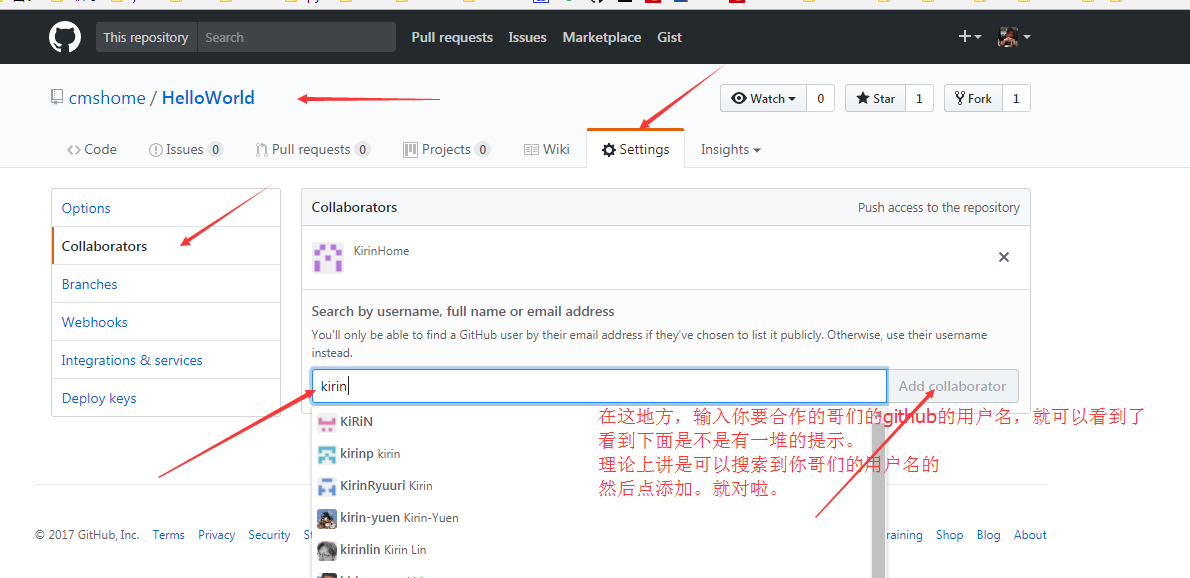 This repository Search Pull requests Issues Marketplace Gist
cmshome / HelloWorld
Watch 0 Star 1 Fork 1
Code Issues 0 Pull requests 0 Projects 0 Wiki Settings Insights
Options
Collaborators
Branches
Webhooks
Integrations & services
Deploy keys
Collaborators Push access to the repository
KirinHome
Search by username, full name or email address
You'll only be able to find a GitHub user by their email address if they've chosen to list it publicly. Otherwise, use their username
instead.
kirin Add collaborator
KiRiN
kirinp kirin
KirinRyuuri Kirin
kirin-yuen Kirin-Yuen
kirinlin Kirin Lin
在这地方，输入你要合作的哥们的github的用户名，就可以看到了
看到下面是不是有一堆的提示。
理论上讲是可以搜索到你哥们的用户名的
然后点添加。就对啦。
© 2017 GitHub, Inc. Terms Privacy Security Shop Blog About